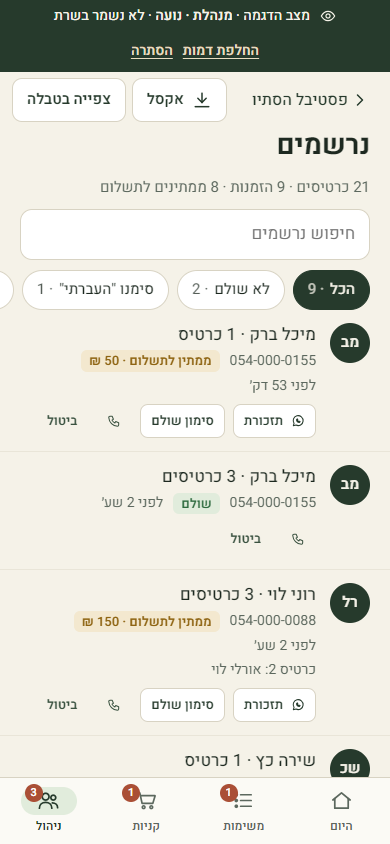 מצב הדגמה · מנהלת · נועה · לא נשמר בשרת
החלפת דמות הסתרה
פסטיבל הסתיו
אקסל
צפייה בטבלה
נרשמים
21 כרטיסים · 9 הזמנות · 8 ממתינים לתשלום
חיפוש נרשמים
הכל · 9
לא שולם · 2
סימנו "העברתי" · 1
מב
מיכל ברק · 1 כרטיס
054-000-0155 ממתין לתשלום · 50 ₪
לפני 53 דק׳
תזכורת סימון שולם ביטול
מב
מיכל ברק · 3 כרטיסים
054-000-0155 שולם לפני 2 שע׳
ביטול
רל
רוני לוי · 3 כרטיסים
054-000-0088 ממתין לתשלום · 150 ₪
לפני 2 שע׳
כרטיס 2: אורלי לוי
תזכורת סימון שולם ביטול
שכ
שירה כץ · 1 כרטיס
היום
1 משימות
1 קניות
3 ניהול